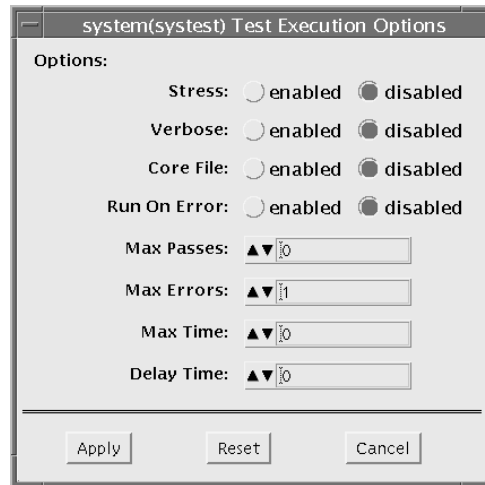 system(systest) Test Execution Options
Options:
Stress: enabled disabled
Verbose: enabled disabled
Core File: enabled disabled
Run On Error: enabled disabled
Max Passes: 0
Max Errors: 1
Max Time: 0
Delay Time: 0
Apply Reset Cancel